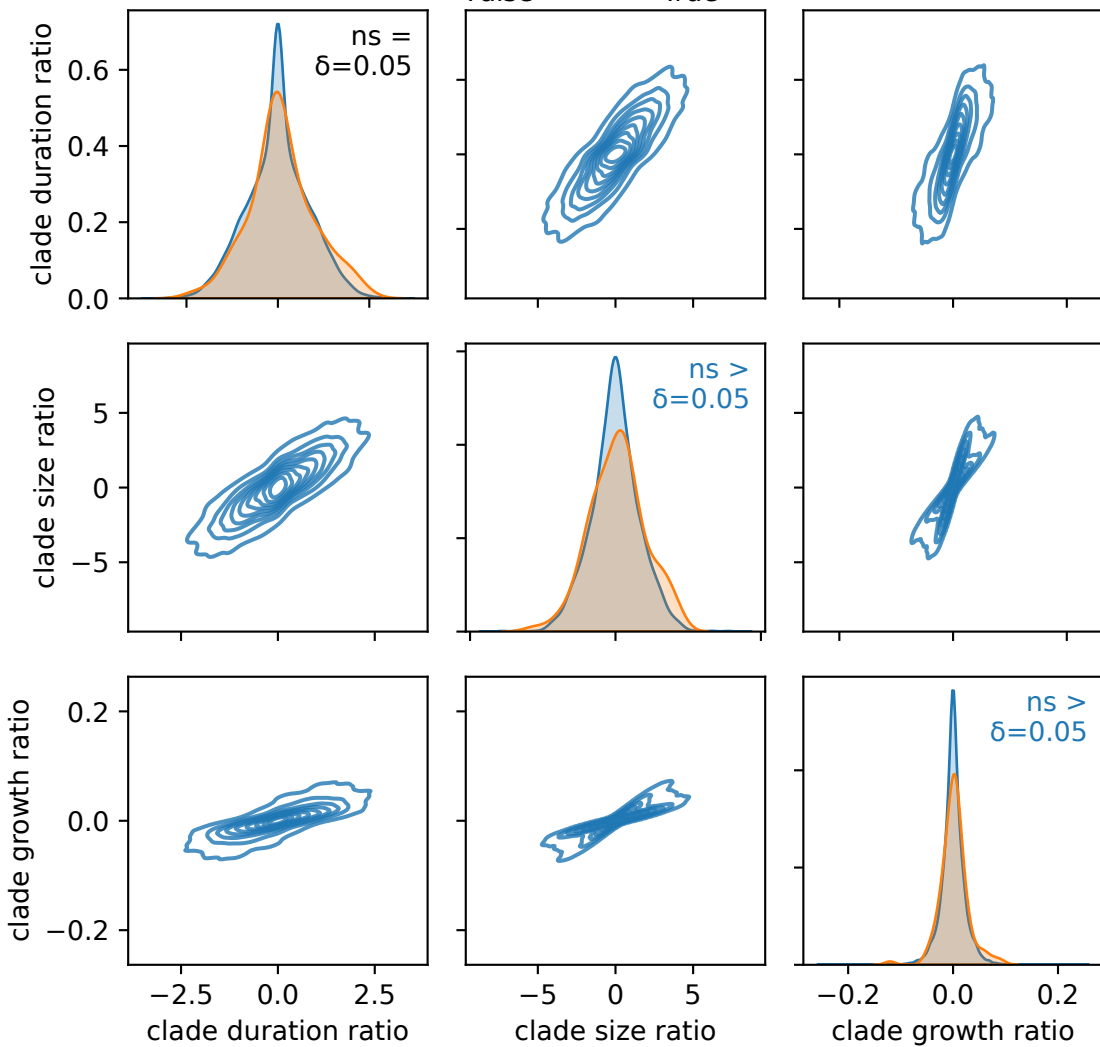 clade duration ratio
0.6
0.4
0.2
0.0
ns =
δ=0.05
clade size ratio
5
0
−5
ns >
δ=0.05
clade growth ratio
0.2
0.0
−0.2
ns >
δ=0.05
−2.5 0.0 2.5
−5 0 5
−0.2 0.0 0.2
clade duration ratio
clade size ratio
clade growth ratio